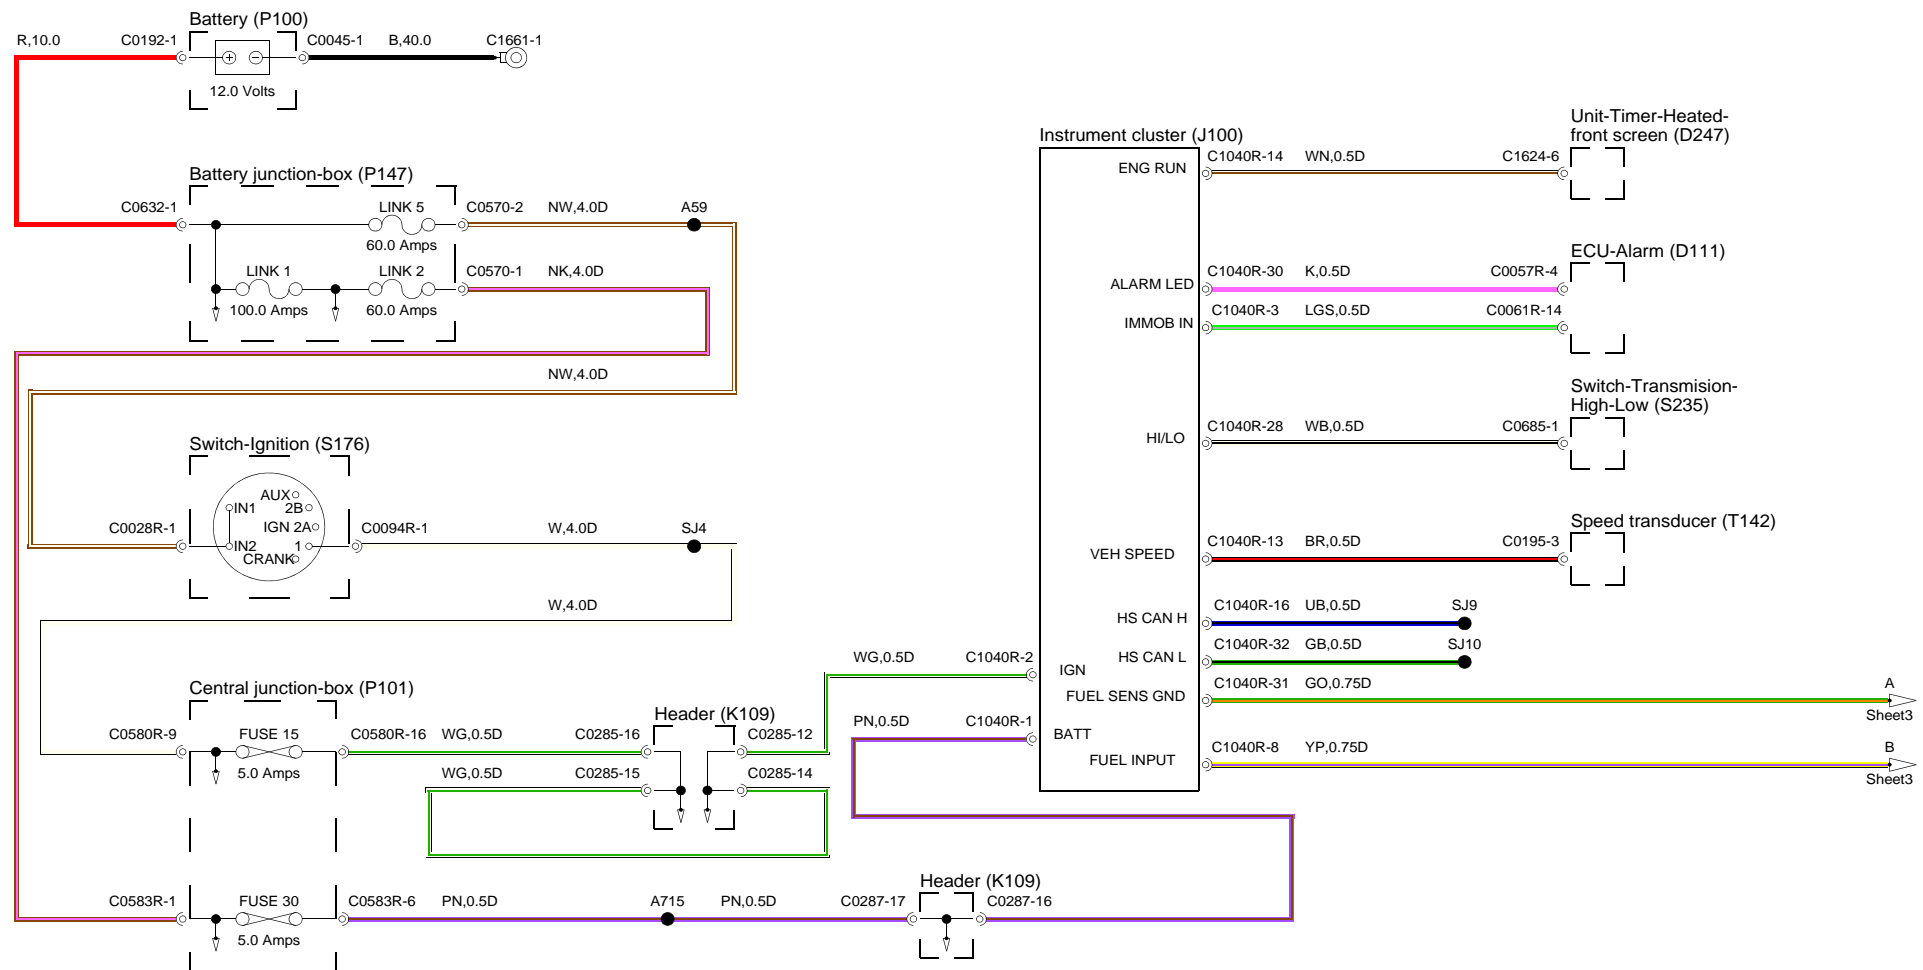 Battery (P100)
R,10.0
C0192-1
C0045-1
B,40.0
C1661-1
12.0 Volts
Battery junction-box (P147)
C0632-1
LINK 5
60.0 Amps
C0570-2
NW,4.0D
A59
LINK 1
100.0 Amps
LINK 2
60.0 Amps
C0570-1
NK,4.0D
NW,4.0D
Switch-Ignition (S176)
C0028R-1
AUX
IN1
2B
IGN 2A
IN2
1
CRANK
C0094R-1
W,4.0D
SJ4
W,4.0D
Central junction-box (P101)
C0580R-9
FUSE 15
5.0 Amps
C0580R-16
WG,0.5D
C0285-16
Header (K109)
C0285-12
WG,0.5D
C0285-15
C0285-14
C0583R-1
FUSE 30
5.0 Amps
C0583R-6
PN,0.5D
A715
PN,0.5D
C0287-17
Header (K109)
C0287-16
WG,0.5D
C1040R-2
PN,0.5D
C1040R-1
Instrument cluster (J100)
IGN
BATT
ENG RUN
C1040R-14
WN,0.5D
C1624-6
Unit-Timer-Heated-
front screen (D247)
ALARM LED
C1040R-30
K,0.5D
C0057R-4
ECU-Alarm (D111)
IMMOB IN
C1040R-3
LGS,0.5D
C0061R-14
HI/LO
C1040R-28
WB,0.5D
C0685-1
Switch-Transmision-
High-Low (S235)
VEH SPEED
C1040R-13
BR,0.5D
C0195-3
Speed transducer (T142)
HS CAN H
C1040R-16
UB,0.5D
SJ9
HS CAN L
C1040R-32
GB,0.5D
SJ10
FUEL SENS GND
C1040R-31
GO,0.75D
A
Sheet3
FUEL INPUT
C1040R-8
YP,0.75D
B
Sheet3